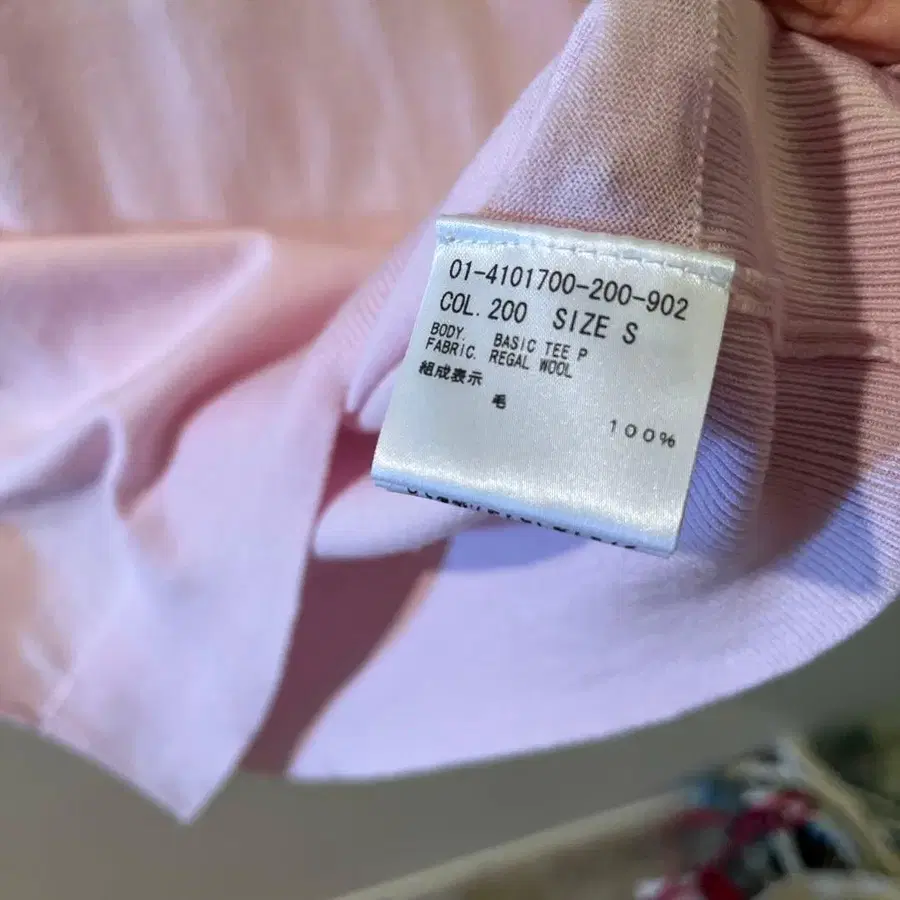 01-4101700-200-902
COL.200 SIZE S
BODY. BASIC TEE P
FABRIC. REGAL WOOL
組成表示
毛
100%